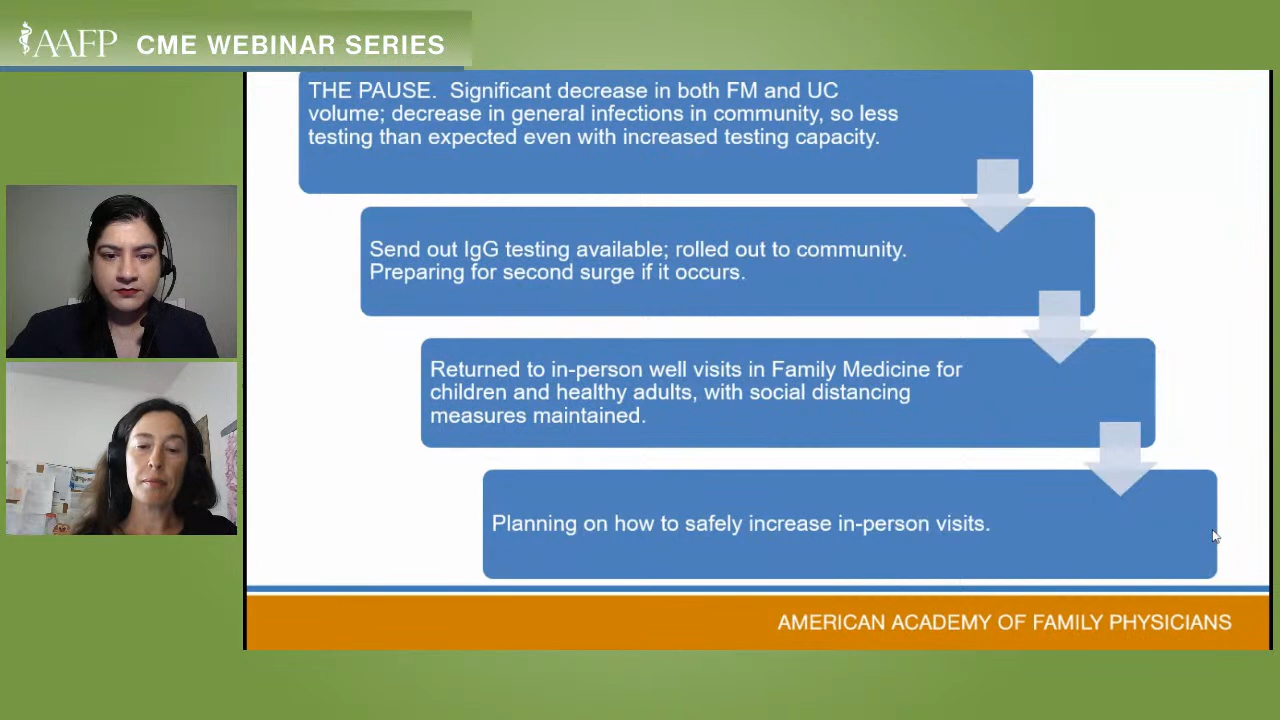 AAFP CME WEBINAR SERIES
THE PAUSE. Significant decrease in both FM and UC
volume; decrease in general infections in community, so less
testing than expected even with increased testing capacity.
Send out IgG testing available; rolled out to community.
Preparing for second surge if it occurs.
Returned to in-person well visits in Family Medicine for
children and healthy adults, with social distancing
measures maintained.
Planning on how to safely increase in-person visits.
AMERICAN ACADEMY OF FAMILY PHYSICIANS